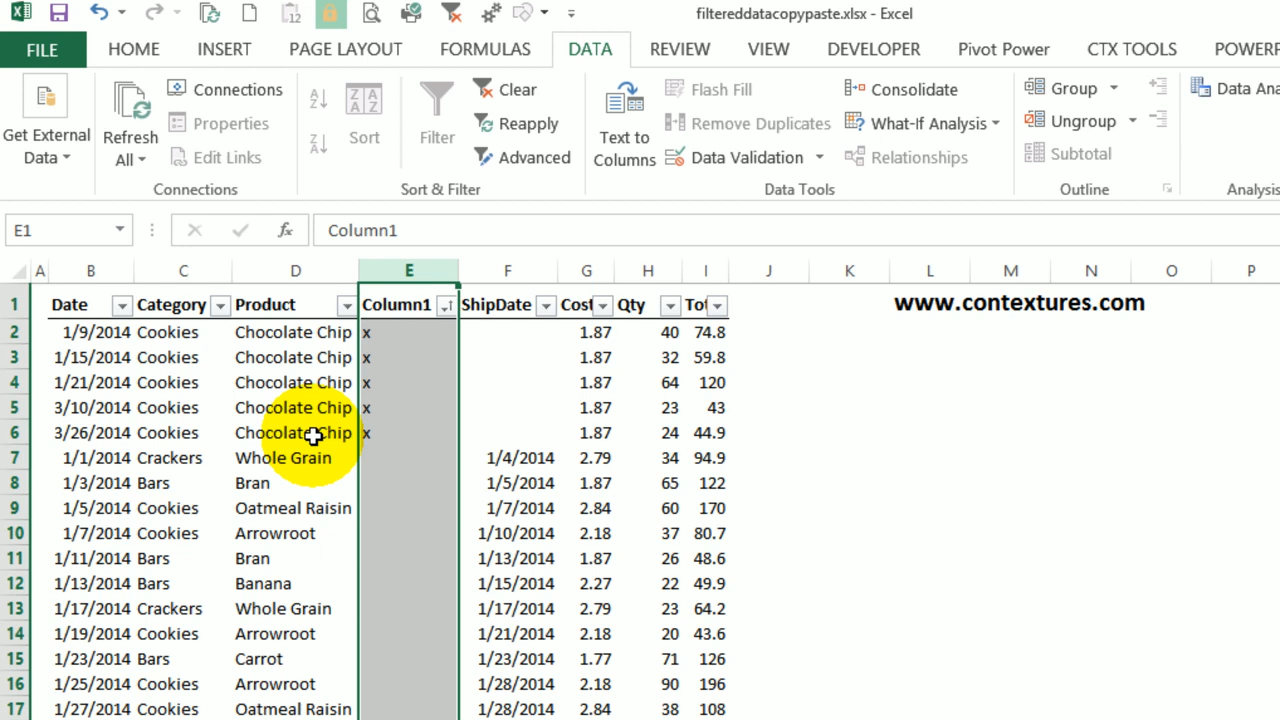 filtereddatacopypaste.xlsx - Excel
FILE HOME INSERT PAGE LAYOUT FORMULAS DATA REVIEW VIEW DEVELOPER Pivot Power CTX TOOLS POWERP
Get External Data
Refresh All
Connections
Properties
Edit Links
Connections
Sort
Filter
Clear
Reapply
Advanced
Sort & Filter
Text to Columns
Flash Fill
Remove Duplicates
Data Validation
Consolidate
What-If Analysis
Relationships
Data Tools
Group
Ungroup
Subtotal
Outline
Data Ana
Analysis
E1 fx Column1
A B C D E F G H I J K L M N O P
1 Date Category Product Column1 ShipDate Cost Qty Tot www.contextures.com
2 1/9/2014 Cookies Chocolate Chip x 1.87 40 74.8
3 1/15/2014 Cookies Chocolate Chip x 1.87 32 59.8
4 1/21/2014 Cookies Chocolate Chip x 1.87 64 120
5 3/10/2014 Cookies Chocolate Chip x 1.87 23 43
6 3/26/2014 Cookies Chocolate Chip x 1.87 24 44.9
7 1/1/2014 Crackers Whole Grain 1/4/2014 2.79 34 94.9
8 1/3/2014 Bars Bran 1/5/2014 1.87 65 122
9 1/5/2014 Cookies Oatmeal Raisin 1/7/2014 2.84 60 170
10 1/7/2014 Cookies Arrowroot 1/10/2014 2.18 37 80.7
11 1/11/2014 Bars Bran 1/13/2014 1.87 26 48.6
12 1/13/2014 Bars Banana 1/15/2014 2.27 22 49.9
13 1/17/2014 Crackers Whole Grain 1/17/2014 2.79 23 64.2
14 1/19/2014 Cookies Arrowroot 1/21/2014 2.18 20 43.6
15 1/23/2014 Bars Carrot 1/23/2014 1.77 71 126
16 1/25/2014 Cookies Arrowroot 1/28/2014 2.18 90 196
17 1/27/2014 Cookies Oatmeal Raisin 1/28/2014 2.84 38 108